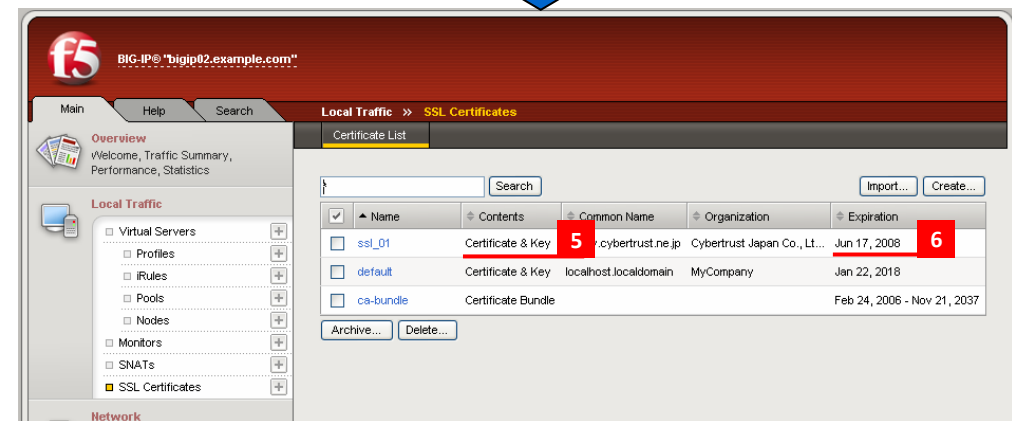 f5
BIG-IP® "bigip02.example.com"
Main Help Search
Local Traffic » SSL Certificates
Overview
Welcome, Traffic Summary,
Performance, Statistics
Certificate List
Search Import... Create...
Local Traffic
Name Contents Common Name Organization Expiration
Virtual Servers
ssl_01 Certificate & Key 5 .cybertrust.ne.jp Cybertrust Japan Co., Lt... Jun 17, 2008 6
Profiles
iRules
default Certificate & Key localhost.localdomain MyCompany Jan 22, 2018
Pools
ca-bundle Certificate Bundle Feb 24, 2006 - Nov 21, 2037
Nodes
Archive... Delete...
Monitors
SNATs
SSL Certificates
Network